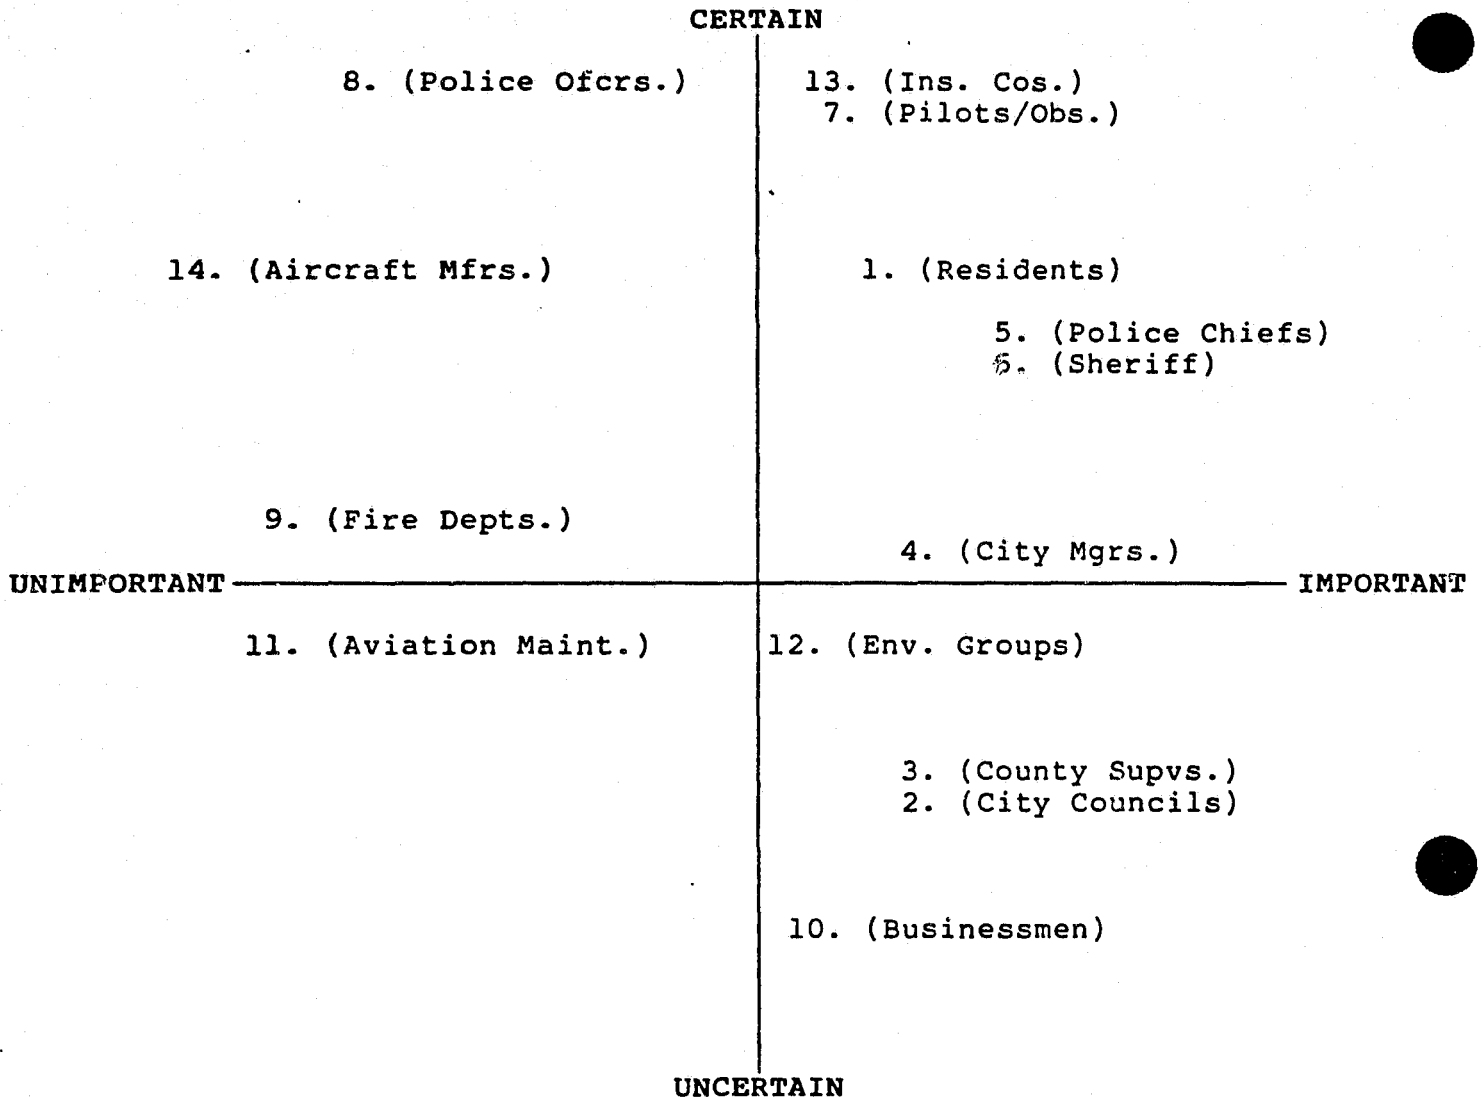 CERTAIN
8. (Police Ofcrs.)
13. (Ins. Cos.)
7. (Pilots/Obs.)
14. (Aircraft Mfrs.)
1. (Residents)
5. (Police Chiefs)
6. (Sheriff)
9. (Fire Depts.)
4. (City Mgrs.)
UNIMPORTANT
IMPORTANT
11. (Aviation Maint.)
12. (Env. Groups)
3. (County Supvs.)
2. (City Councils)
10. (Businessmen)
UNCERTAIN